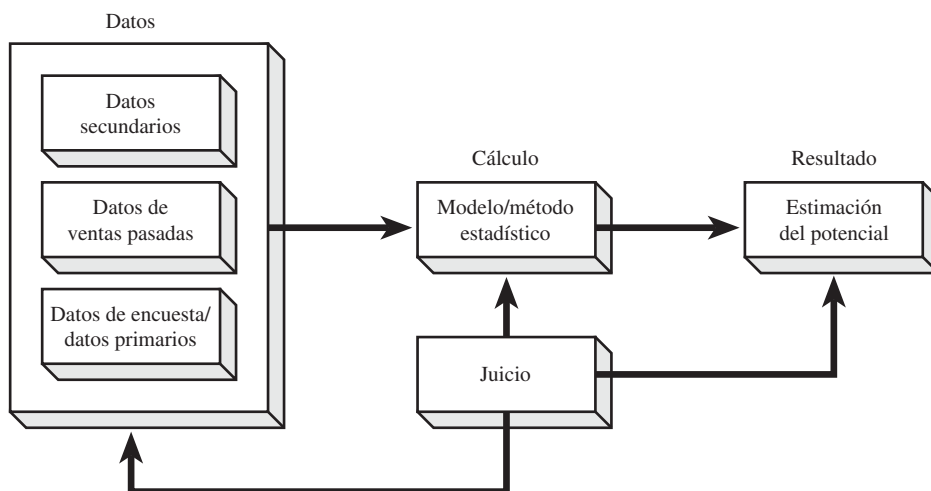 Datos
Datos
secundarios
Datos de
ventas pasadas
Datos de encuesta/
datos primarios
Cálculo
Modelo/método
estadístico
Juicio
Resultado
Estimación
del potencial